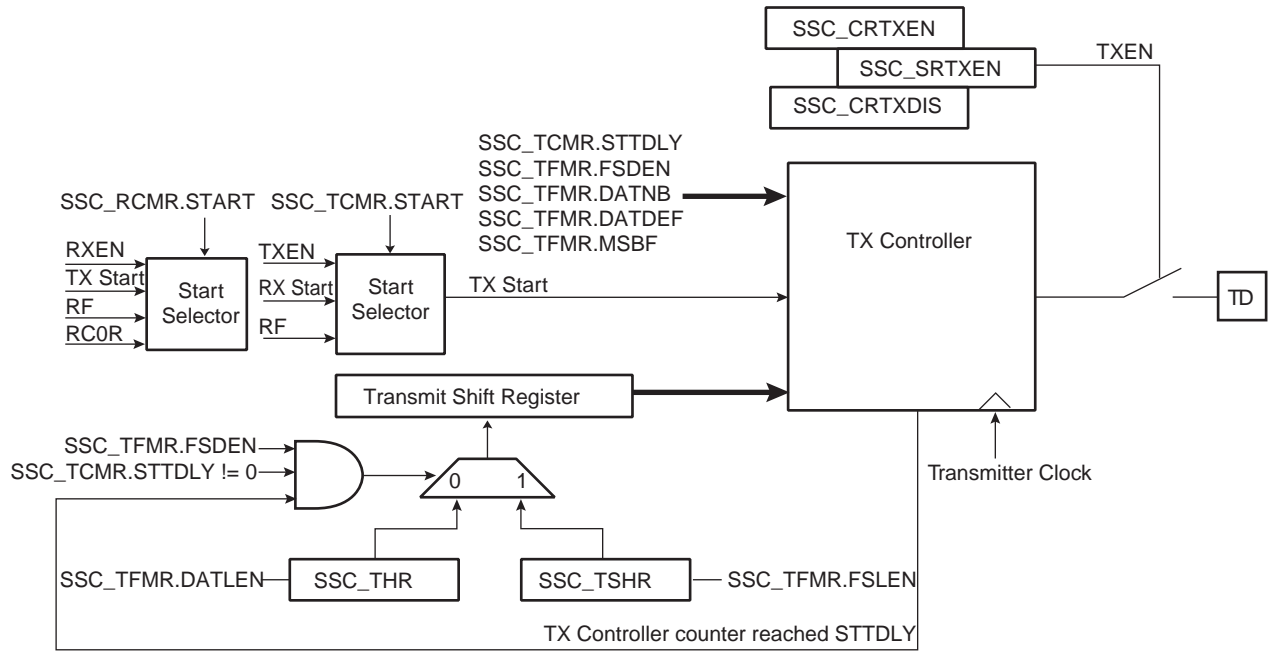 SSC_CRTXEN
SSC_SRTXEN
TXEN
SSC_CRTXDIS
SSC_TCMR.STTDLY
SSC_TFMR.FSDEN
SSC_TFMR.DATNB
SSC_TFMR.DATDEF
SSC_TFMR.MSBF
SSC_RCMR.START
SSC_TCMR.START
RXEN
TX Start
RF
RC0R
Start
Selector
TXEN
RX Start
RF
Start
Selector
TX Start
TX Controller
TD
Transmit Shift Register
SSC_TFMR.FSDEN
SSC_TCMR.STTDLY != 0
0 1
Transmitter Clock
SSC_TFMR.DATLEN
SSC_THR
SSC_TSHR
SSC_TFMR.FSLEN
TX Controller counter reached STTDLY